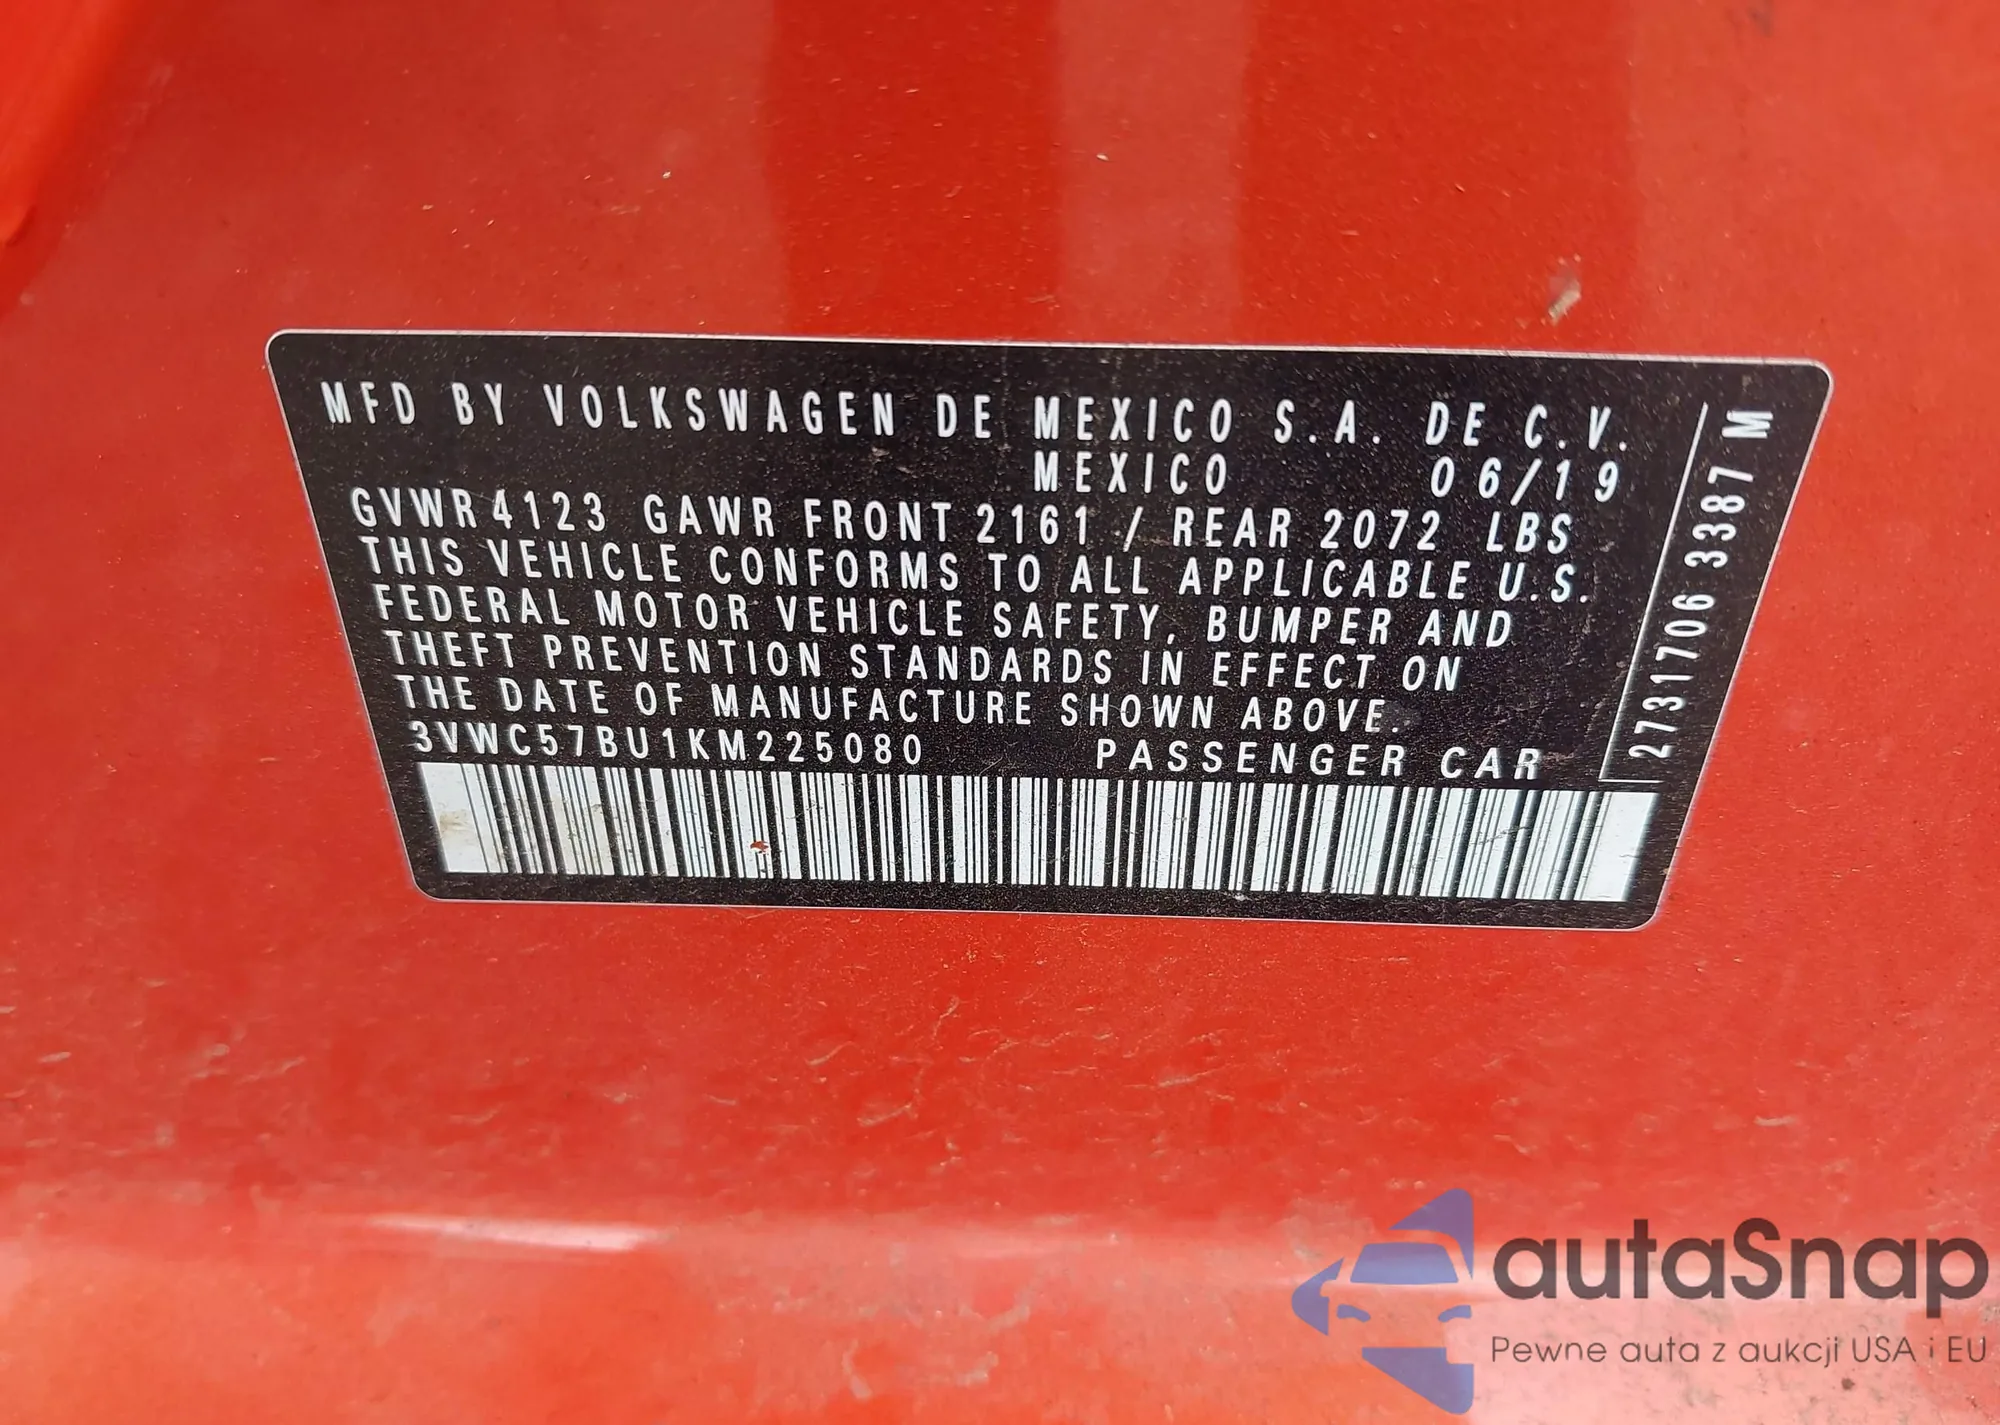 MFD BY VOLKSWAGEN DE MEXICO S.A. DE C.V.
MEXICO 06/19
GVWR 4123 GAWR FRONT 2161 / REAR 2072 LBS
THIS VEHICLE CONFORMS TO ALL APPLICABLE U.S.
FEDERAL MOTOR VEHICLE SAFETY, BUMPER AND
THEFT PREVENTION STANDARDS IN EFFECT ON
THE DATE OF MANUFACTURE SHOWN ABOVE.
3VWC57BU1KM225080 PASSENGER CAR
2731706 3387 M
autaSnap
Pewne auta z aukcji USA i EU